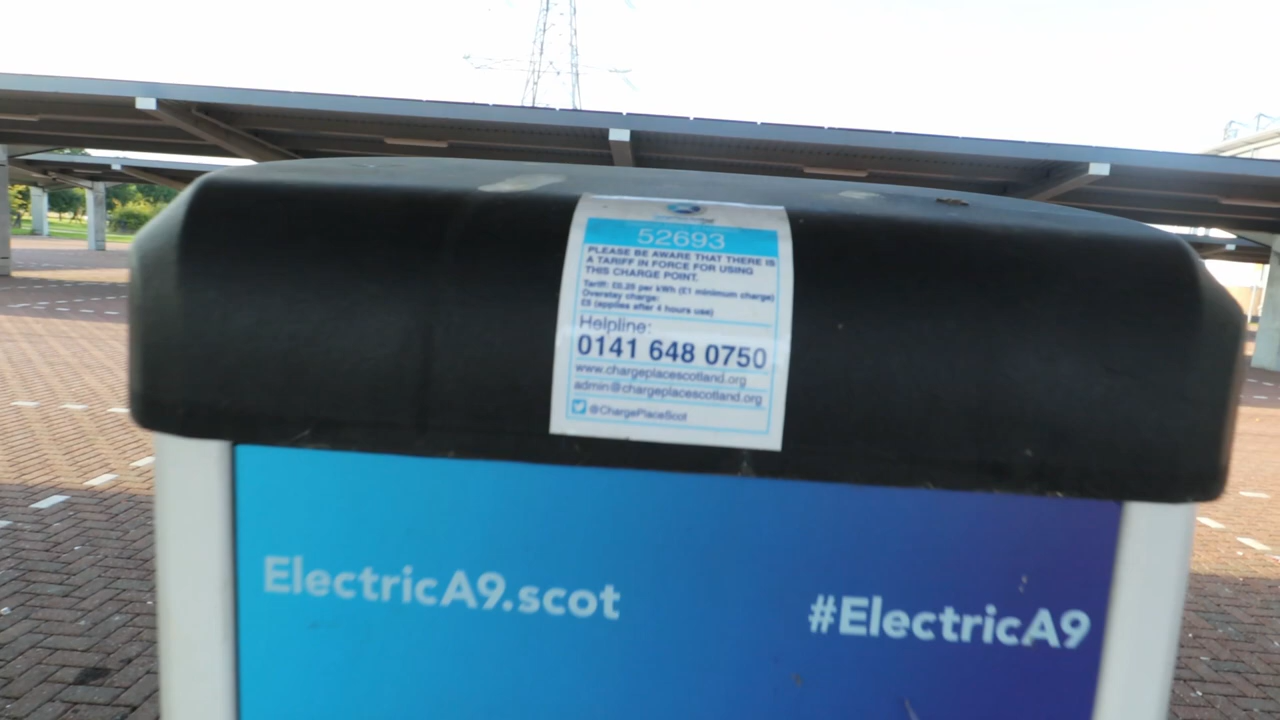 52693
PLEASE BE AWARE THAT THERE IS
A TARIFF IN FORCE FOR USING
THIS CHARGE POINT.
Tariff: £0.25 per kWh (£1 minimum charge)
Overstay charge:
£5 (applies after 4 hours use)
Helpline:
0141 648 0750
www.chargeplacescotland.org
admin@chargeplacescotland.org
@ChargePlaceScot
ElectricA9.scot
#ElectricA9